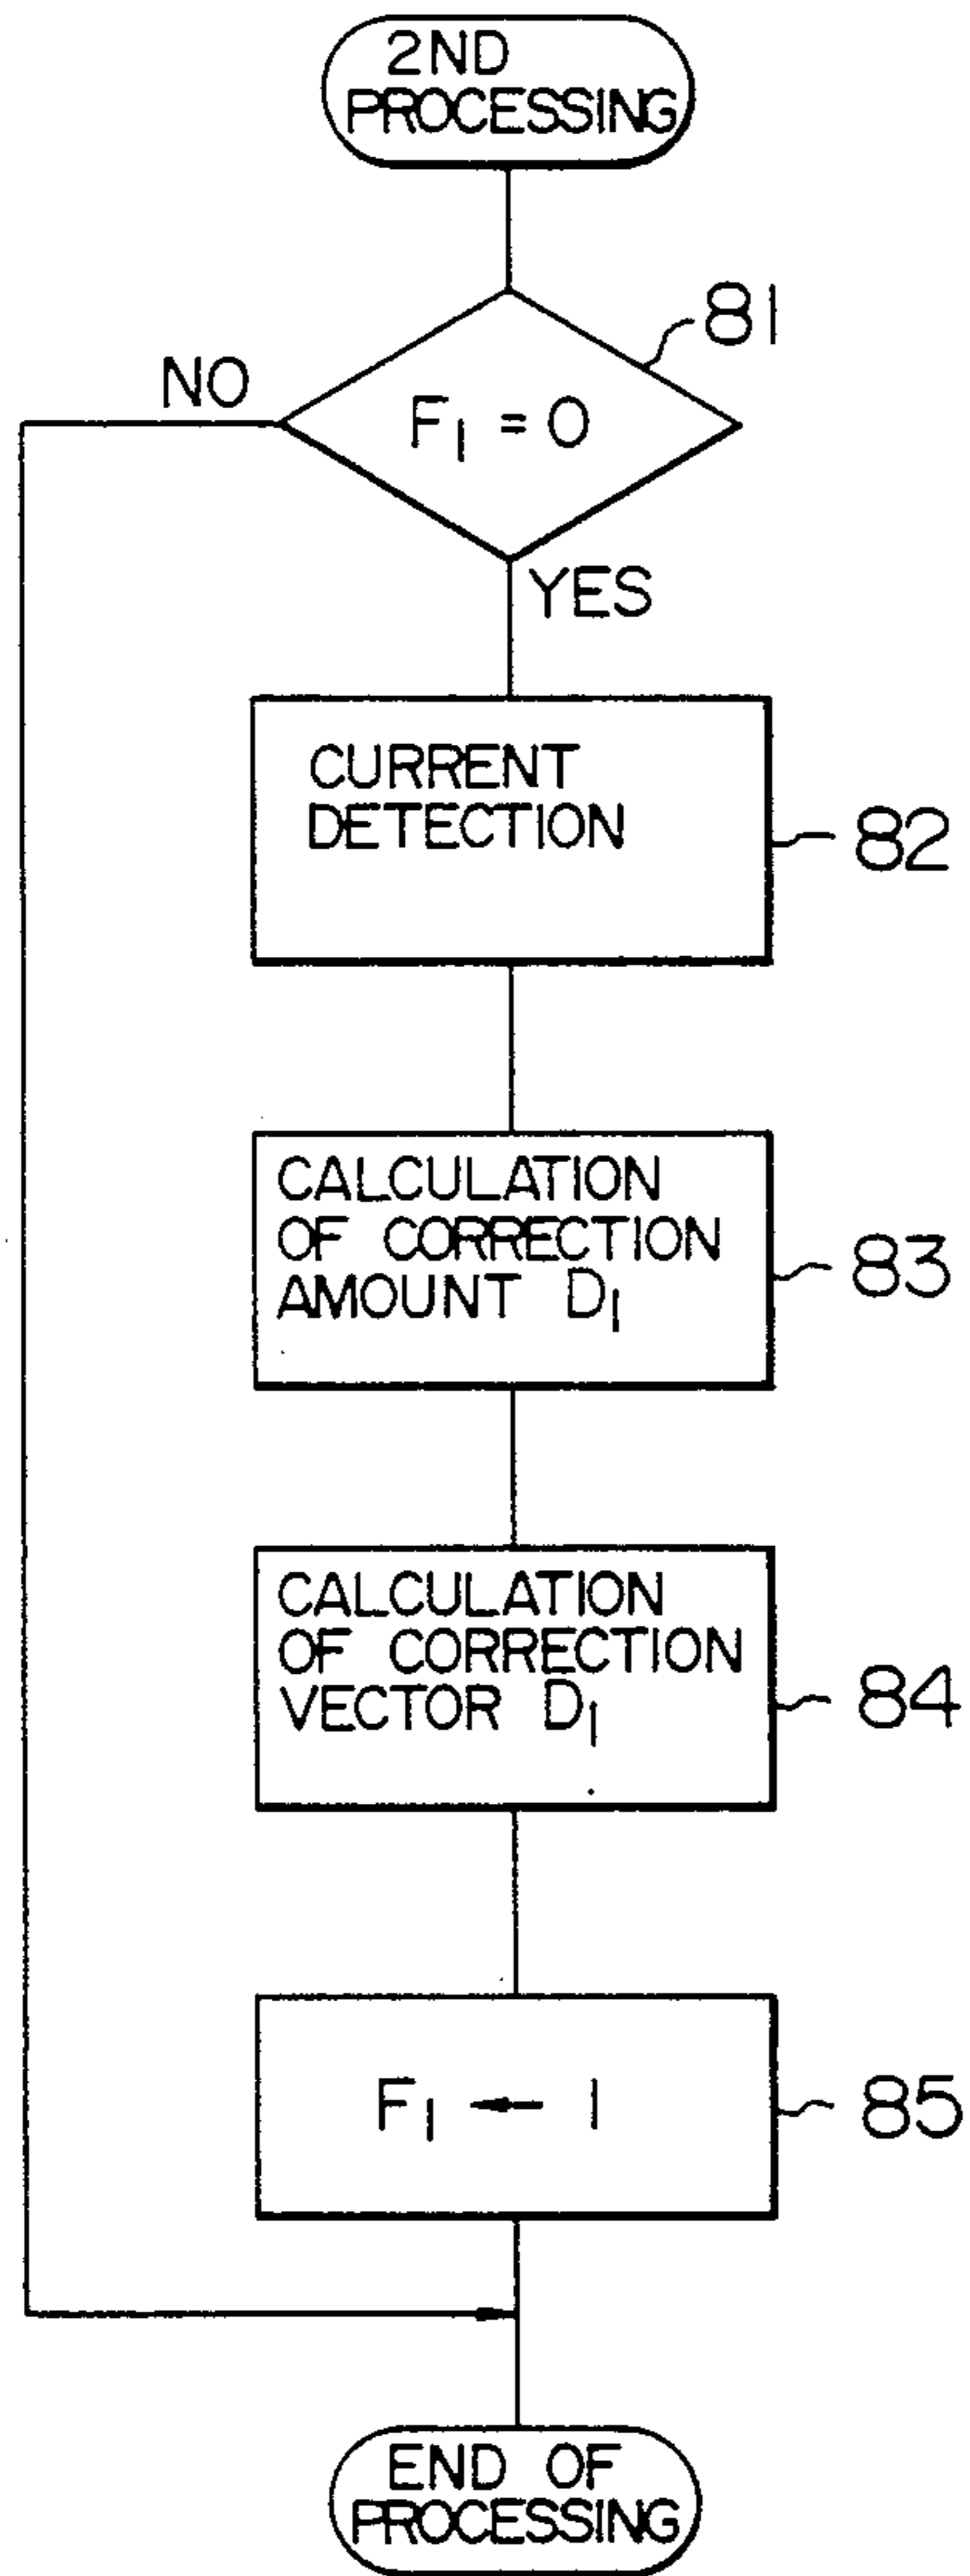 2ND
PROCESSING
81
NO
F₁ = 0
YES
CURRENT
DETECTION
82
CALCULATION
OF CORRECTION
AMOUNT D₁
83
CALCULATION
OF CORRECTION
VECTOR D₁
84
F₁ ← 1
85
END OF
PROCESSING